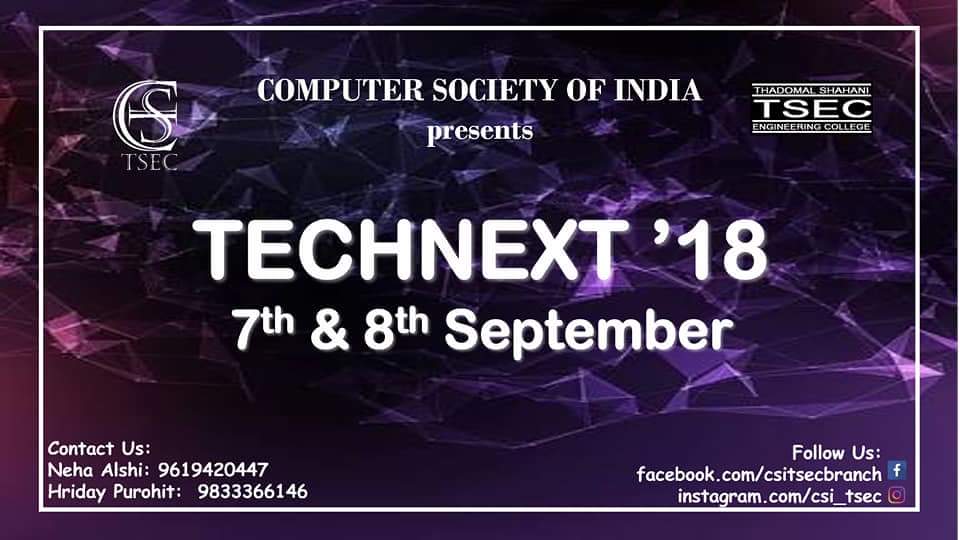 COMPUTER SOCIETY OF INDIA
presents
CSI
TSEC
THADOMAL SHAHANI
TSEC
ENGINEERING COLLEGE
TECHNEXT ’18
7th & 8th September
Contact Us:
Neha Alshi: 9619420447
Hriday Purohit: 9833366146
Follow Us:
facebook.com/csitsecbranch
instagram.com/csi_tsec